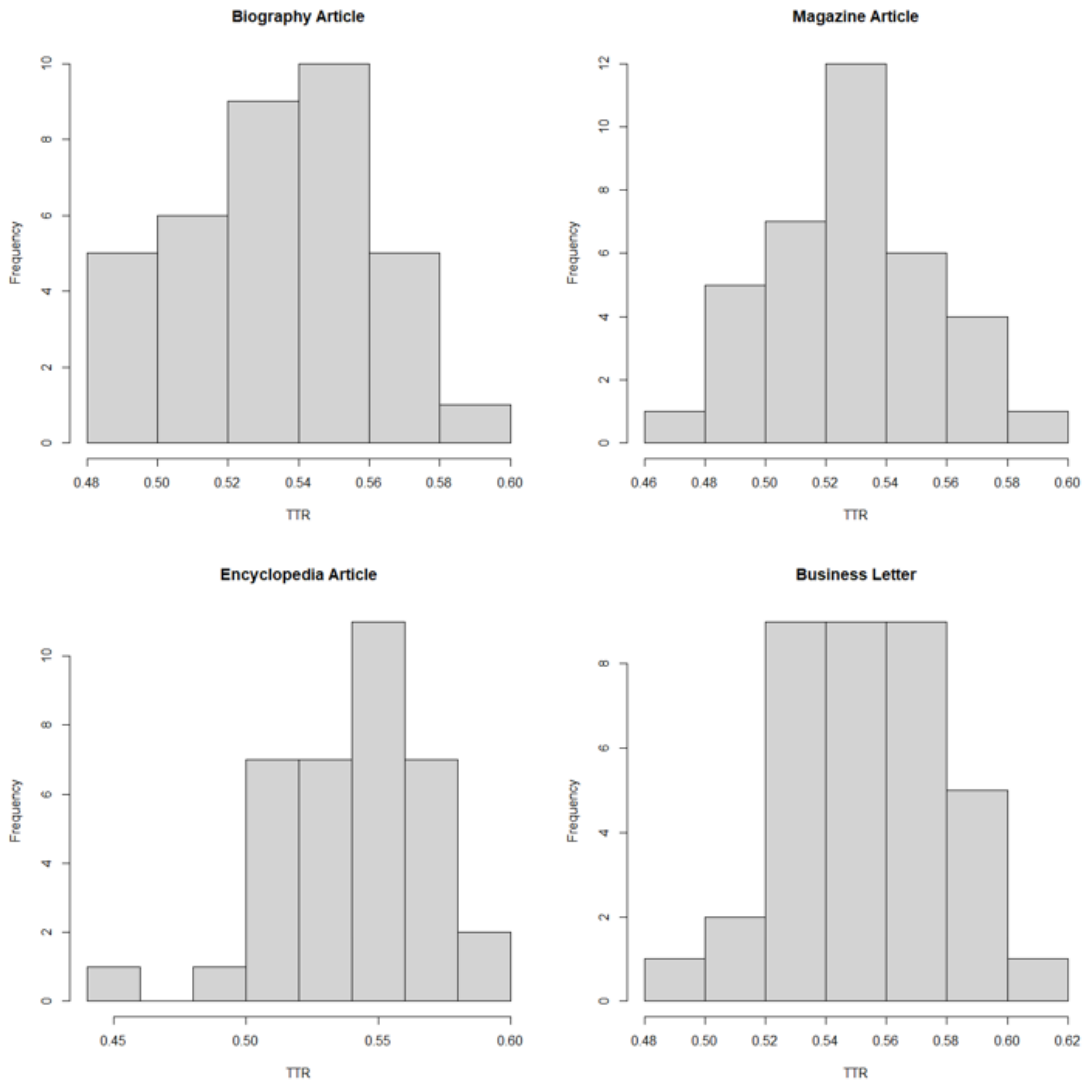 Biography Article
Frequency
10
8
6
4
2
0
0.48 0.50 0.52 0.54 0.56 0.58 0.60
TTR
Magazine Article
Frequency
12
10
8
6
4
2
0
0.46 0.48 0.50 0.52 0.54 0.56 0.58 0.60
TTR
Encyclopedia Article
Frequency
10
8
6
4
2
0
0.45 0.50 0.55 0.60
TTR
Business Letter
Frequency
8
6
4
2
0
0.48 0.50 0.52 0.54 0.56 0.58 0.60 0.62
TTR